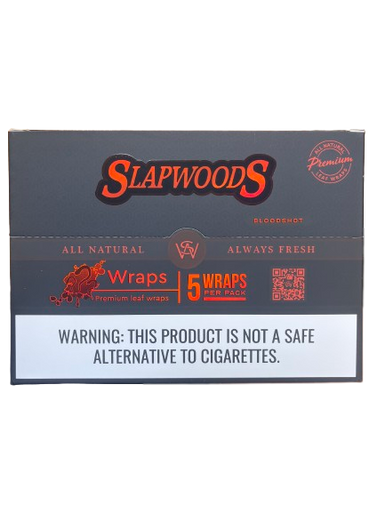 SLAPWOODS
ALL NATURAL
Premium
LEAF WRAPS
BLOODSHOT
ALL NATURAL
ALWAYS FRESH
Wraps
Premium leaf wraps
5 WRAPS
PER PACK
WARNING: THIS PRODUCT IS NOT A SAFE
ALTERNATIVE TO CIGARETTES.